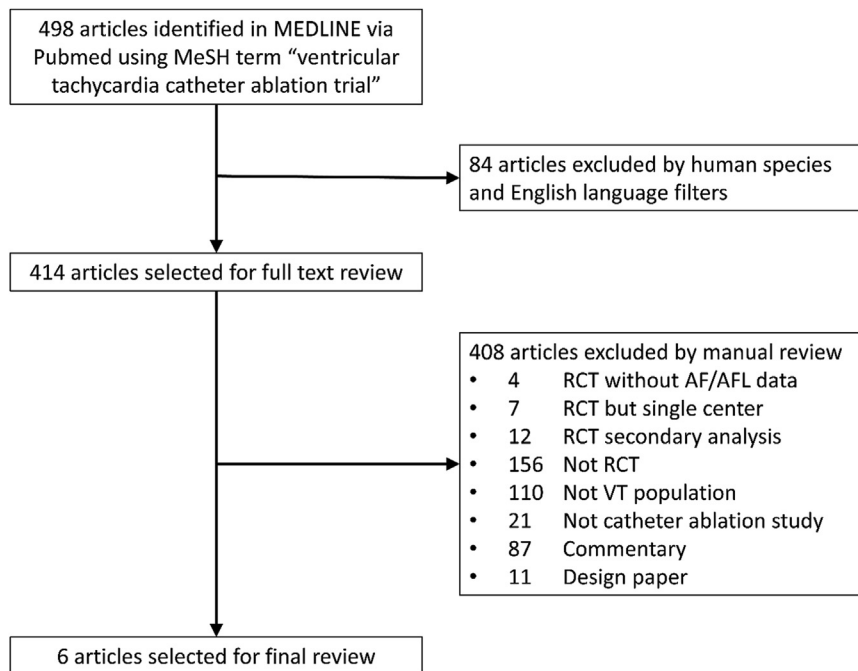 498 articles identified in MEDLINE via
Pubmed using MeSH term “ventricular
tachycardia catheter ablation trial”
84 articles excluded by human species
and English language filters
414 articles selected for full text review
408 articles excluded by manual review
• 4 RCT without AF/AFL data
• 7 RCT but single center
• 12 RCT secondary analysis
• 156 Not RCT
• 110 Not VT population
• 21 Not catheter ablation study
• 87 Commentary
• 11 Design paper
6 articles selected for final review